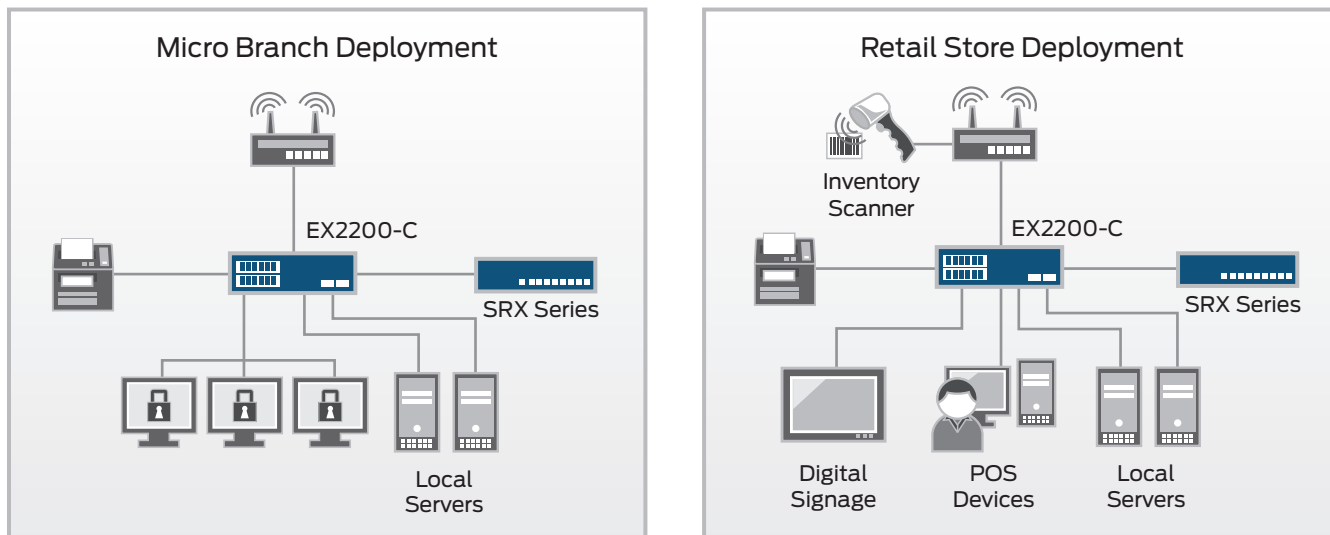 Micro Branch Deployment
EX2200-C
SRX Series
Local
Servers
Retail Store Deployment
Inventory
Scanner
EX2200-C
SRX Series
Digital
Signage
POS
Devices
Local
Servers